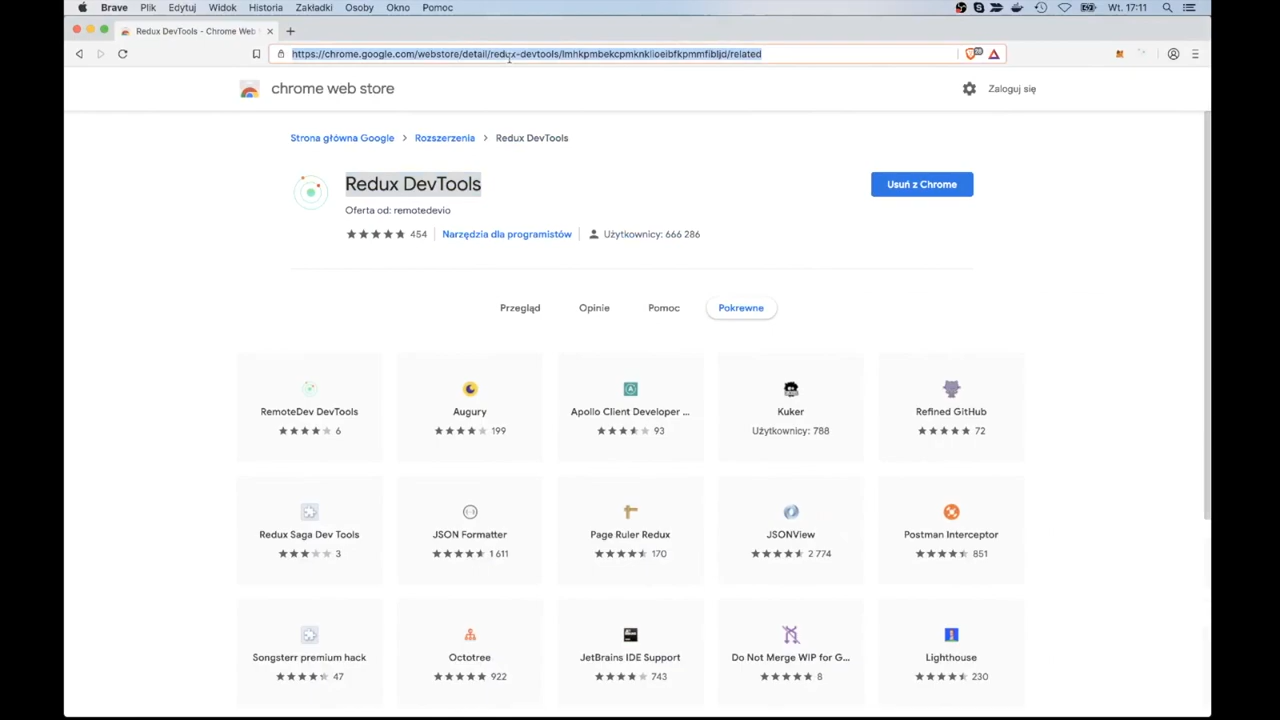 Brave Plik Edytuj Widok Historia Zakładki Osoby Okno Pomoc Wt. 17:11
Redux DevTools - Chrome Web
https://chrome.google.com/webstore/detail/redux-devtools/lmhkpmbekcpmknklioeibfkpmmfibljd/related
chrome web store
Zaloguj się
Strona główna Google > Rozszerzenia > Redux DevTools
Redux DevTools
Usuń z Chrome
Oferta od: remotedevio
454 Narzędzia dla programistów Użytkownicy: 666 286
Przegląd Opinie Pomoc Pokrewne
RemoteDev DevTools Augury Apollo Client Developer ... Kuker Refined GitHub
6 199 93 Użytkownicy: 788 72
Redux Saga Dev Tools JSON Formatter Page Ruler Redux JSONView Postman Interceptor
3 1 611 170 2 774 851
Songsterr premium hack Octotree JetBrains IDE Support Do Not Merge WIP for G... Lighthouse
47 922 743 8 230